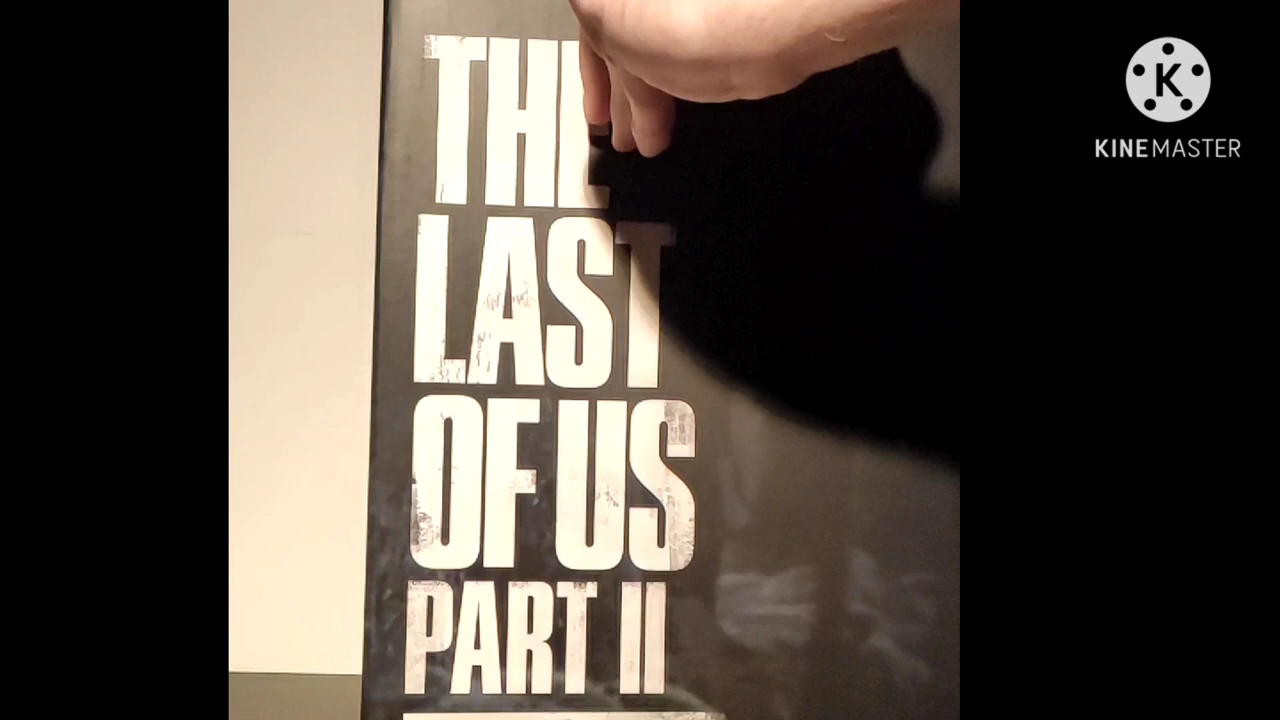 THE
LAST
OF US
PART II
K
KINEMASTER